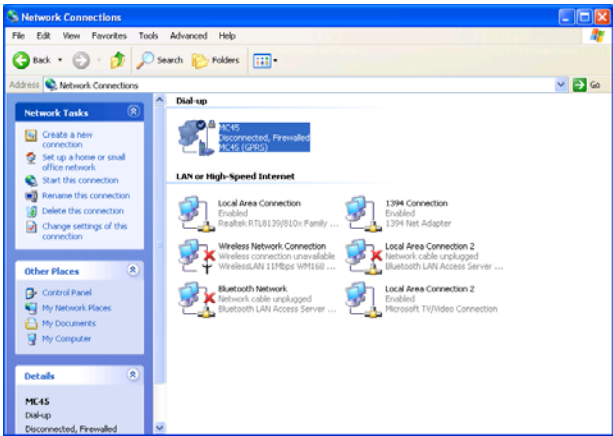 Network Connections
File Edit View Favorites Tools Advanced Help
Back Search Folders
Address Network Connections Go
Network Tasks
Create a new
connection
Set up a home or small
office network
Start this connection
Rename this connection
Delete this connection
Change settings of this
connection
Other Places
Control Panel
My Network Places
My Documents
My Computer
Details
MC45
Dial-up
Disconnected, Firewalled
Dial-up
MC45
Disconnected, Firewalled
MC45 (GPRS)
LAN or High-Speed Internet
Local Area Connection
Enabled
Realtek RTL8139/810x Family ...
1394 Connection
Enabled
1394 Net Adapter
Wireless Network Connection
Wireless connection unavailable
WirelessLAN 11Mbps WM168 ...
Local Area Connection 2
Network cable unplugged
Bluetooth LAN Access Server ...
Bluetooth Network
Network cable unplugged
Bluetooth LAN Access Server ...
Local Area Connection 2
Enabled
Microsoft TV/Video Connection